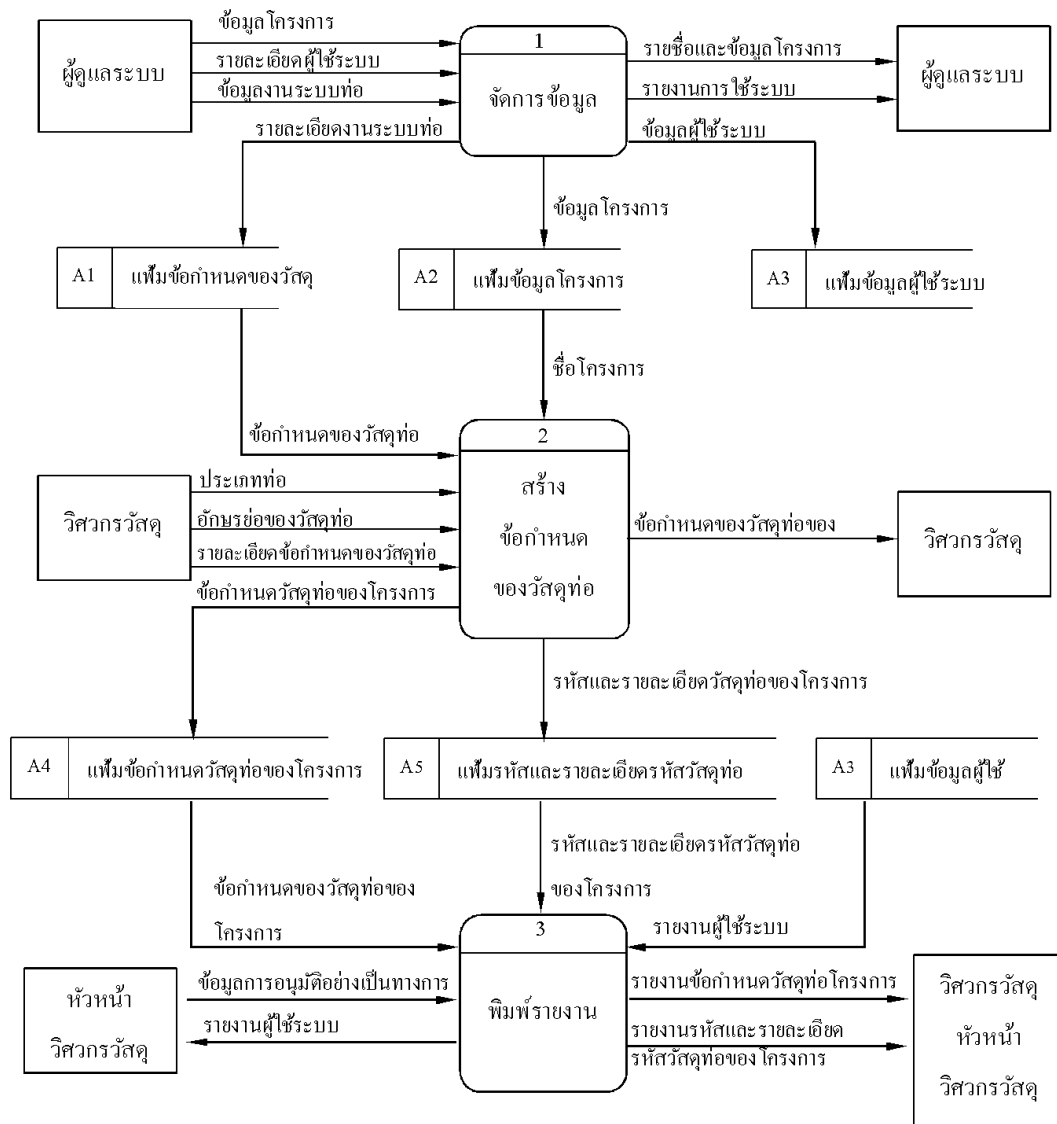 ข้อมูลโครงการ
1
ผู้ดูแลระบบ
รายละเอียดผู้ใช้ระบบ
ข้อมูลงานระบบท่อ
จัดการข้อมูล
รายชื่อและข้อมูลโครงการ
รายงานการใช้ระบบ
ผู้ดูแลระบบ
รายละเอียดงานระบบท่อ
ข้อมูลผู้ใช้ระบบ
ข้อมูลโครงการ
A1
แฟ้มข้อกำหนดของวัสดุ
A2
แฟ้มข้อมูลโครงการ
A3
แฟ้มข้อมูลผู้ใช้ระบบ
ชื่อโครงการ
ข้อกำหนดของวัสดุท่อ
2
สร้าง
ข้อกำหนด
ของวัสดุท่อ
วิศวกรวัสดุ
ประเภทท่อ
อักษรย่อของวัสดุท่อ
รายละเอียดข้อกำหนดของวัสดุท่อ
ข้อกำหนดวัสดุท่อของโครงการ
ข้อกำหนดของวัสดุท่อของ
วิศวกรวัสดุ
รหัสและรายละเอียดวัสดุท่อของโครงการ
A4
แฟ้มข้อกำหนดวัสดุท่อของโครงการ
A5
แฟ้มรหัสและรายละเอียดรหัสวัสดุท่อ
A3
แฟ้มข้อมูลผู้ใช้
ข้อกำหนดของวัสดุท่อของ
โครงการ
รหัสและรายละเอียดรหัสวัสดุท่อ
ของโครงการ
รายงานผู้ใช้ระบบ
3
พิมพ์รายงาน
หัวหน้า
วิศวกรวัสดุ
ข้อมูลการอนุมัติอย่างเป็นทางการ
รายงานผู้ใช้ระบบ
รายงานข้อกำหนดวัสดุท่อโครงการ
รายงานรหัสและรายละเอียด
รหัสวัสดุท่อของโครงการ
วิศวกรวัสดุ
หัวหน้า
วิศวกรวัสดุ